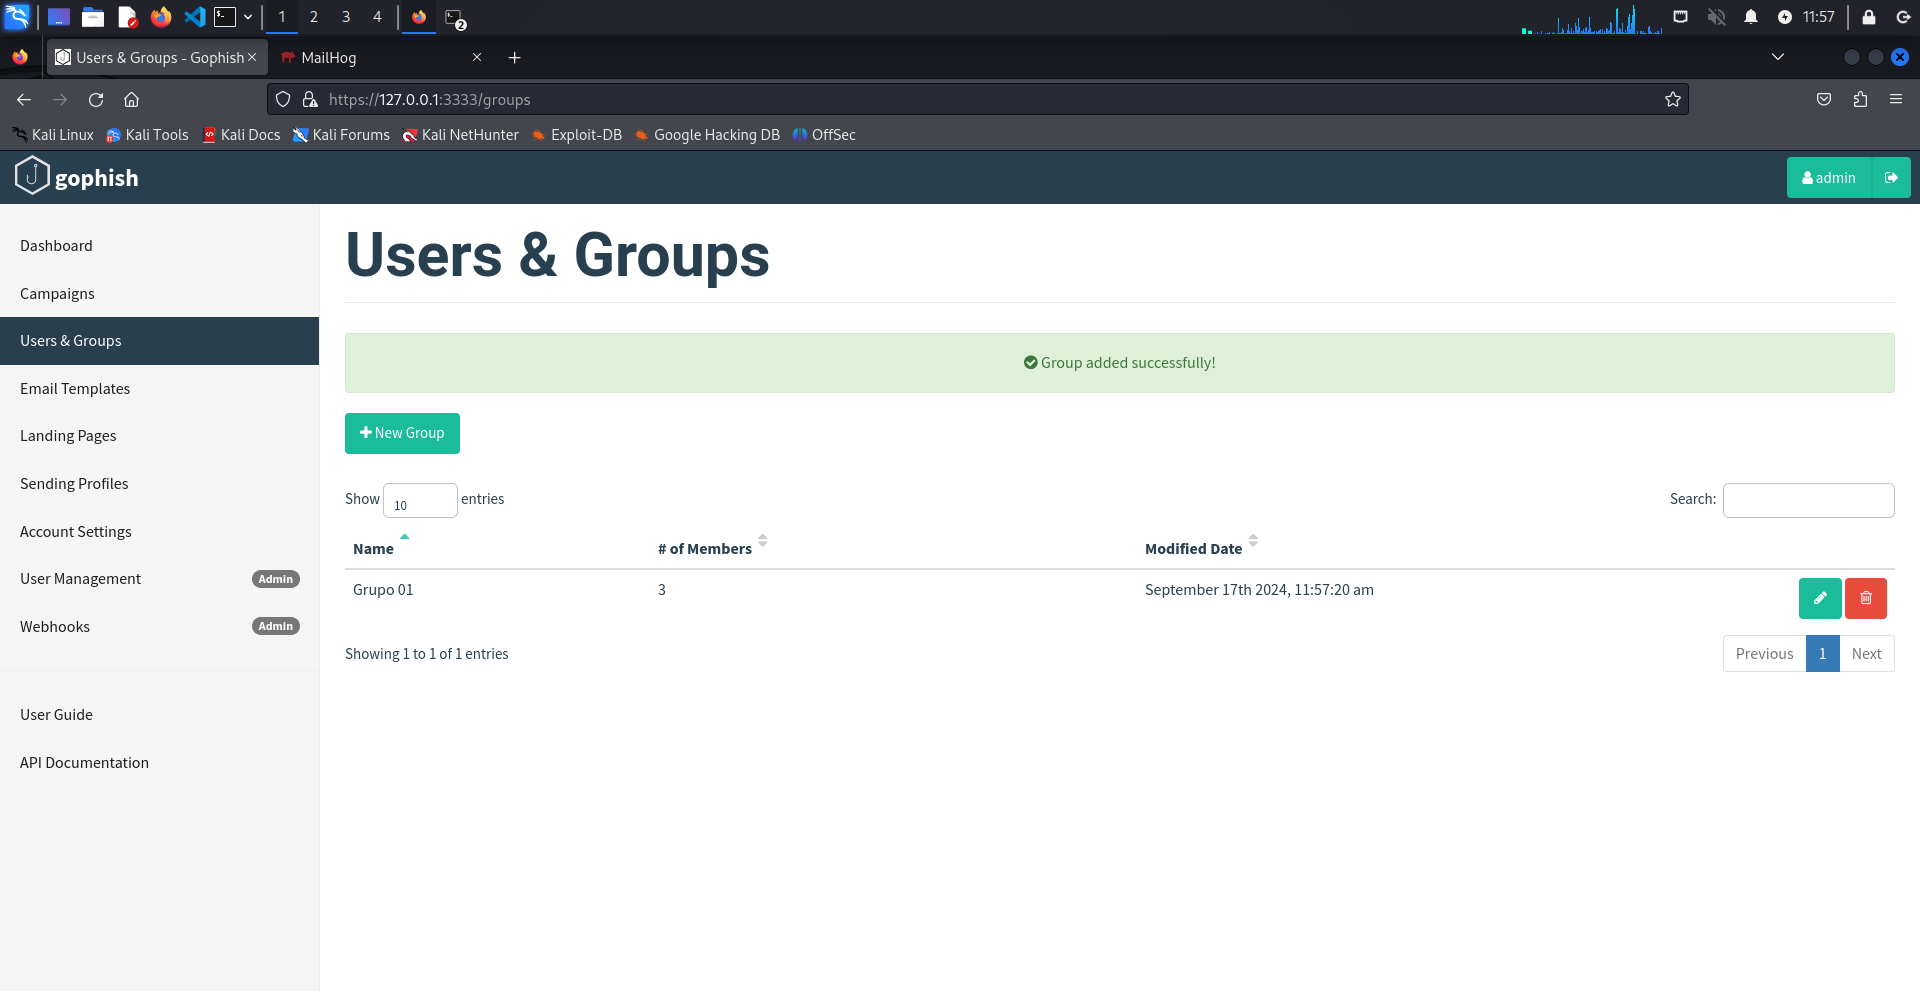 1 2 3 4 2 11:57
Users & Groups - Gophish MailHog
https://127.0.0.1:3333/groups
Kali Linux Kali Tools Kali Docs Kali Forums Kali NetHunter Exploit-DB Google Hacking DB OffSec
gophish admin
Dashboard
Campaigns
Users & Groups
Email Templates
Landing Pages
Sending Profiles
Account Settings
User Management Admin
Webhooks Admin
User Guide
API Documentation
Users & Groups
Group added successfully!
New Group
Show 10 entries Search:
Name # of Members Modified Date
Grupo 01 3 September 17th 2024, 11:57:20 am
Showing 1 to 1 of 1 entries Previous 1 Next